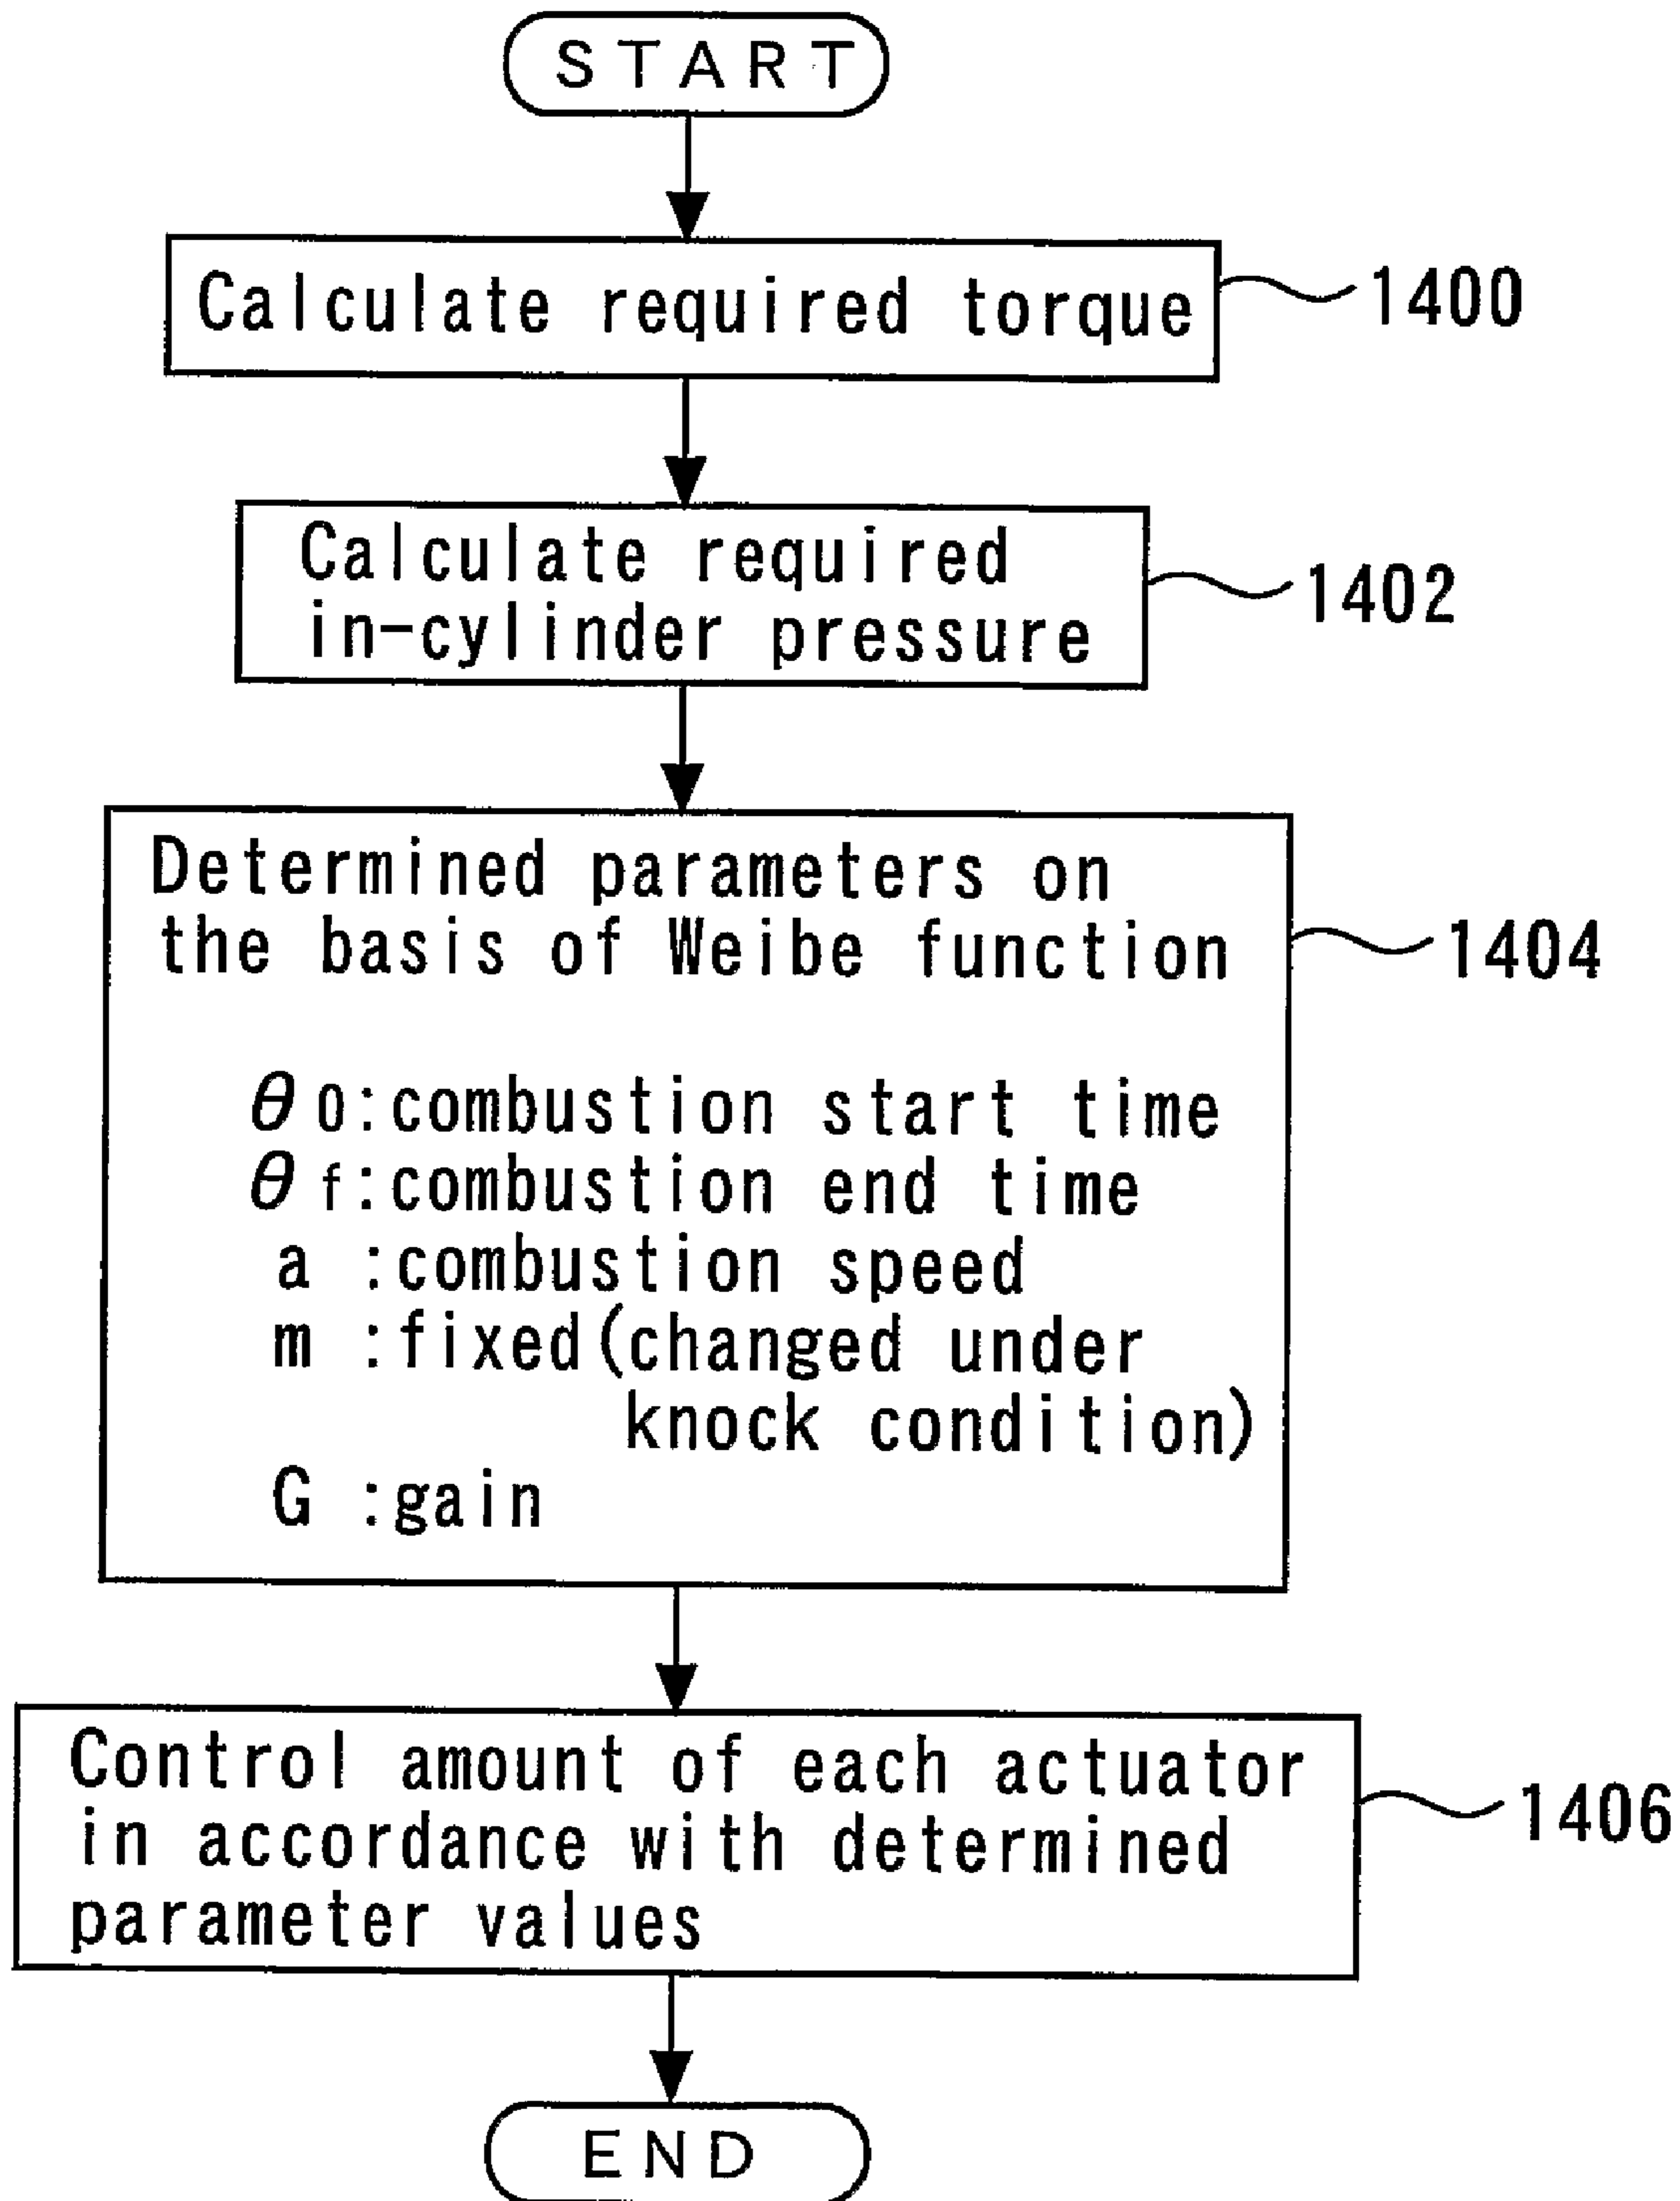 START
Calculate required torque
1400
Calculate required
in-cylinder pressure
1402
Determined parameters on
the basis of Weibe function
1404
θ0:combustion start time
θf:combustion end time
a :combustion speed
m :fixed(changed under
knock condition)
G :gain
Control amount of each actuator
in accordance with determined
parameter values
1406
END